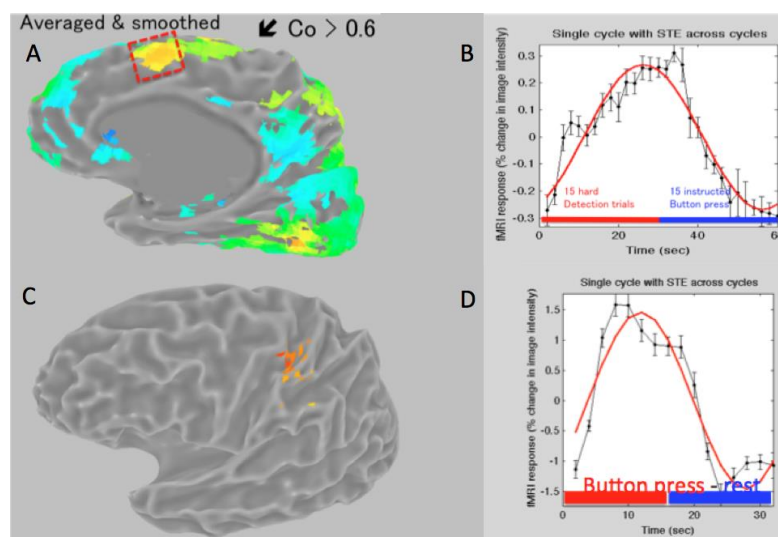 Averaged & smoothed
Co > 0.6
A
B
Single cycle with STE across cycles
fMRI response (% change in image intensity)
0.3
0.2
0.1
0
-0.1
-0.2
-0.3
15 hard
Detection trials
15 instructed
Button press
0
20
40
60
Time (sec)
C
D
Single cycle with STE across cycles
fMRI response (% change in image intensity)
1.5
1
0.5
0
-0.5
-1
-1.5
Button press - rest
0
10
20
30
Time (sec)